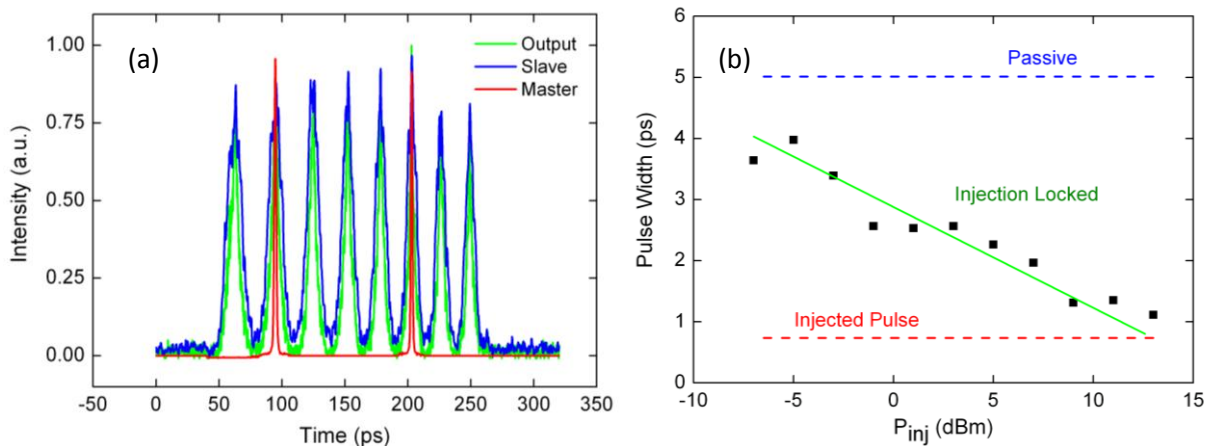 (a)
Output
Slave
Master
1.00
0.75
0.50
0.25
0.00
Intensity (a.u.)
-50 0 50 100 150 200 250 300 350
Time (ps)
(b)
Passive
Injection Locked
Injected Pulse
6
5
4
3
2
1
0
Pulse Width (ps)
-10 -5 0 5 10 15
Pinj (dBm)